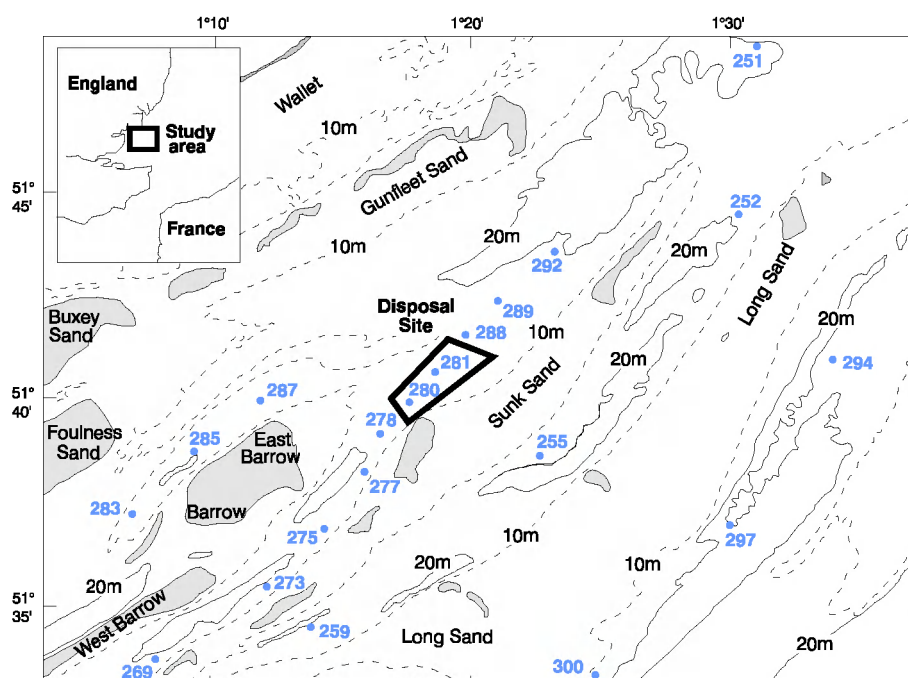 1°10'
1°20'
1°30'
England
Study
area
France
Wallet
10m
251
Gunfleet Sand
51°
45'
10m
20m
292
20m
252
Long Sand
Buxey
Sand
Disposal
Site
289
288
10m
20m
20m
294
281
280
Sunk Sand
51°
40'
287
278
Foulness
Sand
285
East
Barrow
255
277
283
Barrow
275
10m
297
20m
273
20m
10m
51°
35'
West Barrow
259
Long Sand
20m
269
300